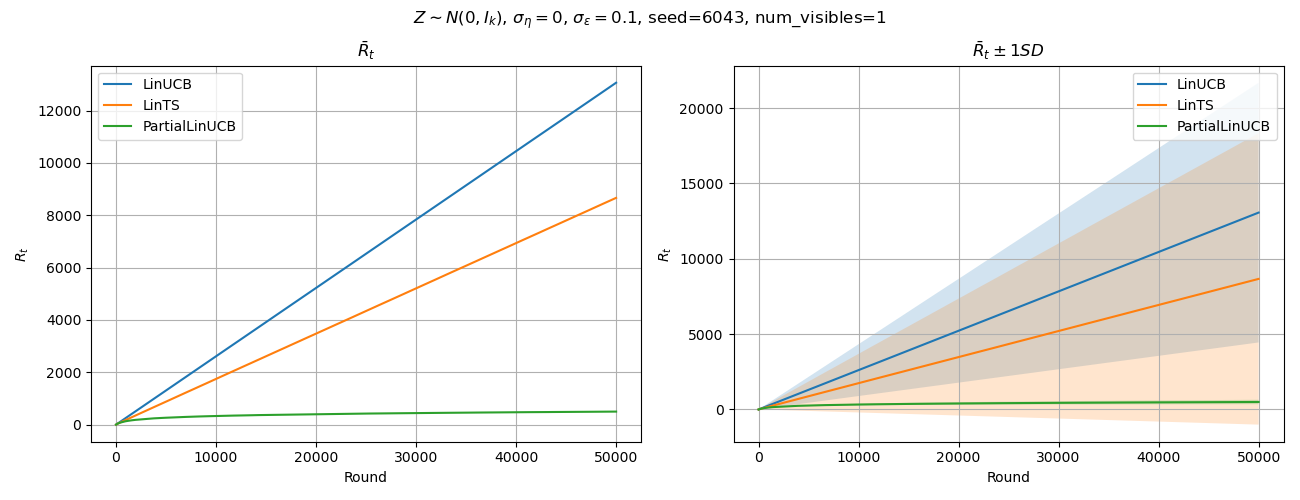 Z ∼ N(0, I_k), σ_η = 0, σ_ε = 0.1, seed=6043, num_visibles=1
R̄_t
LinUCB
LinTS
PartialLinUCB
12000
10000
8000
6000
4000
2000
0
R_t
0
10000
20000
30000
40000
50000
Round
R̄_t ± 1SD
LinUCB
LinTS
PartialLinUCB
20000
15000
10000
5000
0
R_t
0
10000
20000
30000
40000
50000
Round